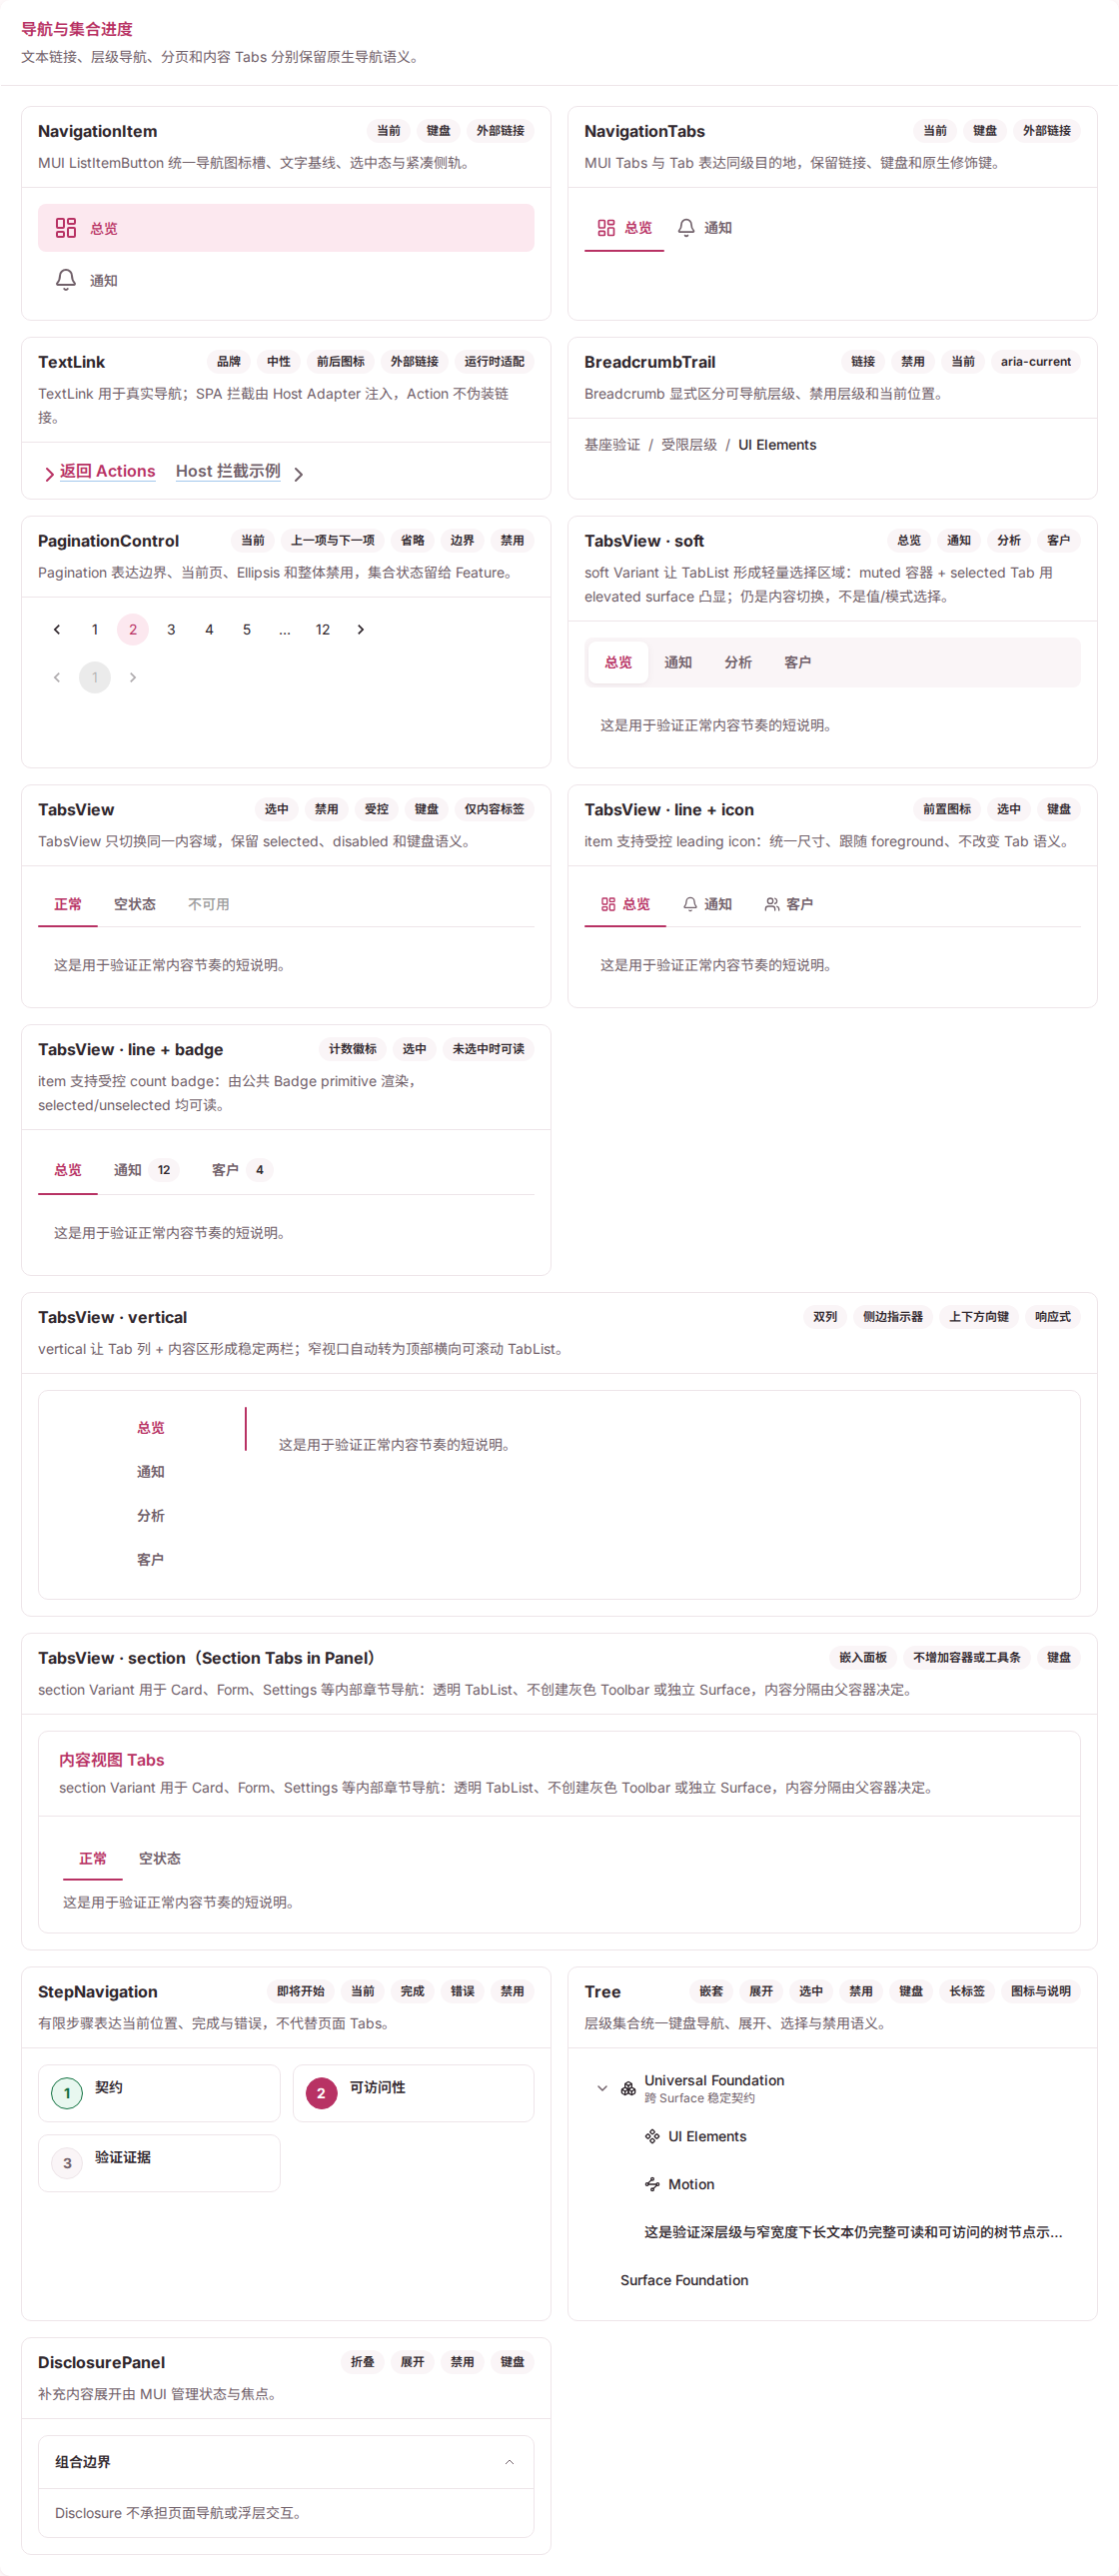 导航与集合进度
文本链接、层级导航、分页和内容 Tabs 分别保留原生导航语义。
NavigationItem 当前 键盘 外部链接
MUI ListItemButton 统一导航图标槽、文字基线、选中态与紧凑侧轨。
总览
通知
NavigationTabs 当前 键盘 外部链接
MUI Tabs 与 Tab 表达同级目的地，保留链接、键盘和原生修饰键。
总览 通知
TextLink 品牌 中性 前后图标 外部链接 运行时适配
TextLink 用于真实导航；SPA 拦截由 Host Adapter 注入，Action 不伪装链
接。
返回 Actions Host 拦截示例
BreadcrumbTrail 链接 禁用 当前 aria-current
Breadcrumb 显式区分可导航层级、禁用层级和当前位置。
基座验证 / 受限层级 / UI Elements
PaginationControl 当前 上一项与下一项 省略 边界 禁用
Pagination 表达边界、当前页、Ellipsis 和整体禁用，集合状态留给 Feature。
1 2 3 4 5 ... 12
1
TabsView · soft 总览 通知 分析 客户
soft Variant 让 TabList 形成轻量选择区域：muted 容器 + selected Tab 用
elevated surface 凸显；仍是内容切换，不是值/模式选择。
总览 通知 分析 客户
这是用于验证正常内容节奏的短说明。
TabsView 选中 禁用 受控 键盘 仅内容标签
TabsView 只切换同一内容域，保留 selected、disabled 和键盘语义。
正常 空状态 不可用
这是用于验证正常内容节奏的短说明。
TabsView · line + icon 前置图标 选中 键盘
item 支持受控 leading icon：统一尺寸、跟随 foreground、不改变 Tab 语义。
总览 通知 客户
这是用于验证正常内容节奏的短说明。
TabsView · line + badge 计数徽标 选中 未选中时可读
item 支持受控 count badge：由公共 Badge primitive 渲染，
selected/unselected 均可读。
总览 通知 12 客户 4
这是用于验证正常内容节奏的短说明。
TabsView · vertical 双列 侧边指示器 上下方向键 响应式
vertical 让 Tab 列 + 内容区形成稳定两栏；窄视口自动转为顶部横向可滚动 TabList。
总览
通知
分析
客户
这是用于验证正常内容节奏的短说明。
TabsView · section（Section Tabs in Panel） 嵌入面板 不增加容器或工具条 键盘
section Variant 用于 Card、Form、Settings 等内部章节导航：透明 TabList、不创建灰色 Toolbar 或独立 Surface，内容分隔由父容器决定。
内容视图 Tabs
section Variant 用于 Card、Form、Settings 等内部章节导航：透明 TabList、不创建灰色 Toolbar 或独立 Surface，内容分隔由父容器决定。
正常 空状态
这是用于验证正常内容节奏的短说明。
StepNavigation 即将开始 当前 完成 错误 禁用
有限步骤表达当前位置、完成与错误，不代替页面 Tabs。
1 契约
2 可访问性
3 验证证据
Tree 嵌套 展开 选中 禁用 键盘 长标签 图标与说明
层级集合统一键盘导航、展开、选择与禁用语义。
Universal Foundation
跨 Surface 稳定契约
UI Elements
Motion
这是验证深层级与窄宽度下长文本仍完整可读和可访问的树节点示...
Surface Foundation
DisclosurePanel 折叠 展开 禁用 键盘
补充内容展开由 MUI 管理状态与焦点。
组合边界
Disclosure 不承担页面导航或浮层交互。